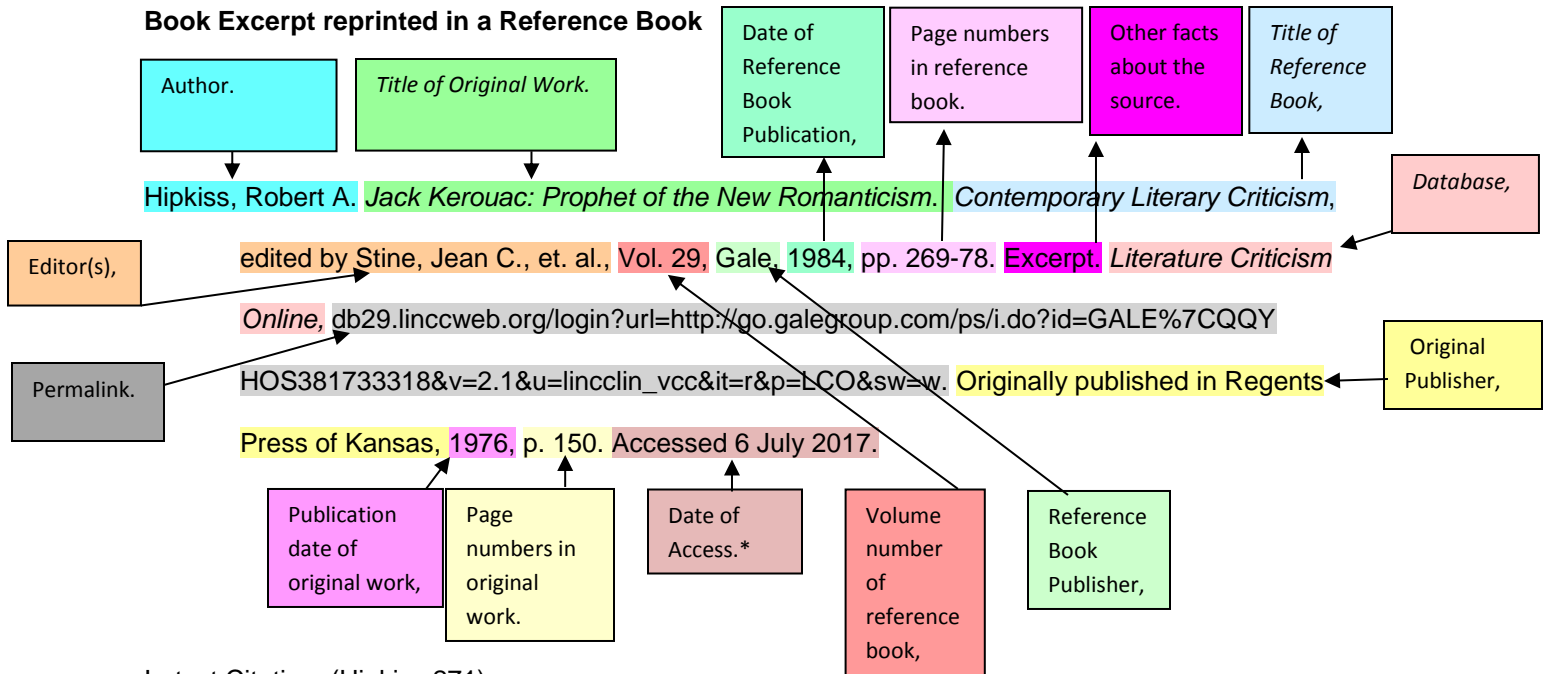 Book Excerpt reprinted in a Reference Book
Author.
Title of Original Work.
Date of
Reference
Book
Publication,
Page numbers
in reference
book.
Other facts
about the
source.
Title of
Reference
Book,
Hipkiss, Robert A. Jack Kerouac: Prophet of the New Romanticism. Contemporary Literary Criticism,
Database,
Editor(s),
edited by Stine, Jean C., et. al., Vol. 29, Gale, 1984, pp. 269-78. Excerpt. Literature Criticism
Online, db29.linccweb.org/login?url=http://go.galegroup.com/ps/i.do?id=GALE%7CQQY
Permalink.
HOS381733318&v=2.1&u=lincclin_vcc&it=r&p=LCO&sw=w. Originally published in Regents
Original
Publisher,
Press of Kansas, 1976, p. 150. Accessed 6 July 2017.
Publication
date of
original work,
Page
numbers in
original
work.
Date of
Access.*
Volume
number
of
reference
book,
Reference
Book
Publisher,